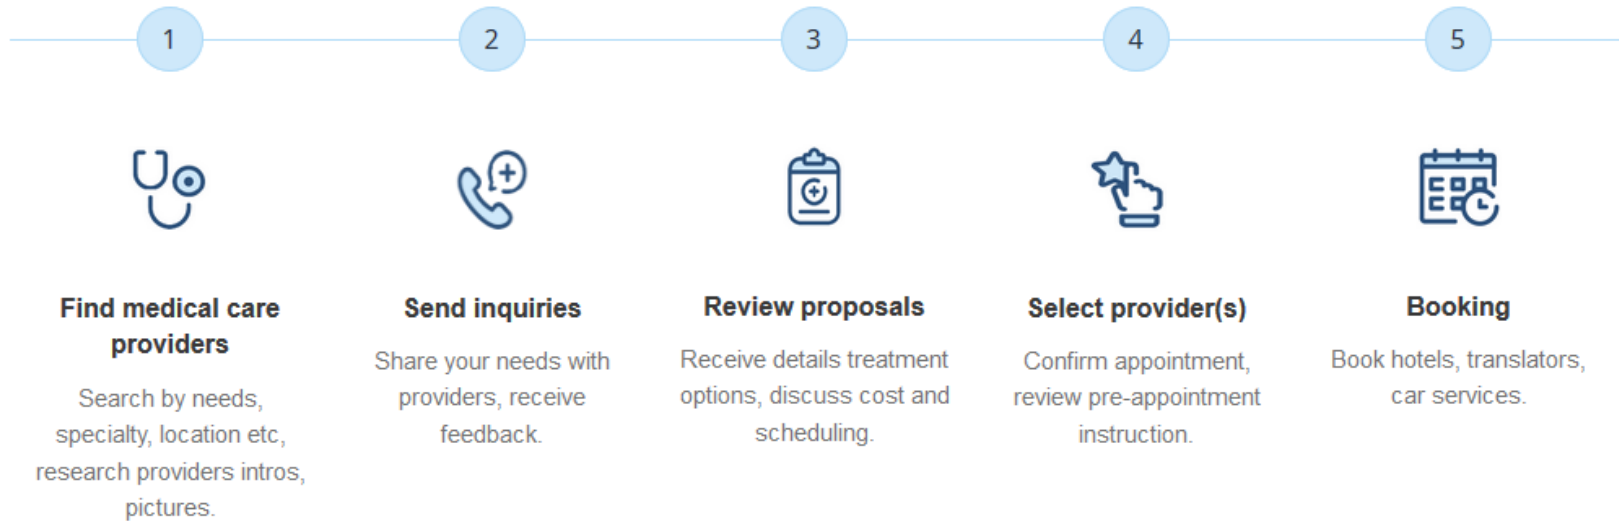 1
2
3
4
5
Find medical care
providers
Search by needs,
specialty, location etc,
research providers intros,
pictures.
Send inquiries
Share your needs with
providers, receive
feedback.
Review proposals
Receive details treatment
options, discuss cost and
scheduling.
Select provider(s)
Confirm appointment,
review pre-appointment
instruction.
Booking
Book hotels, translators,
car services.